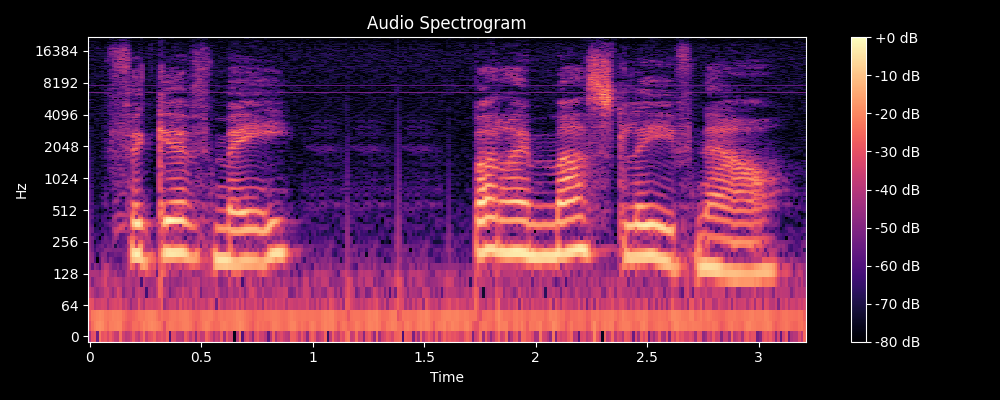 Audio Spectrogram
Hz
16384
8192
4096
2048
1024
512
256
128
64
0
0 0.5 1 1.5 2 2.5 3
Time
+0 dB
-10 dB
-20 dB
-30 dB
-40 dB
-50 dB
-60 dB
-70 dB
-80 dB